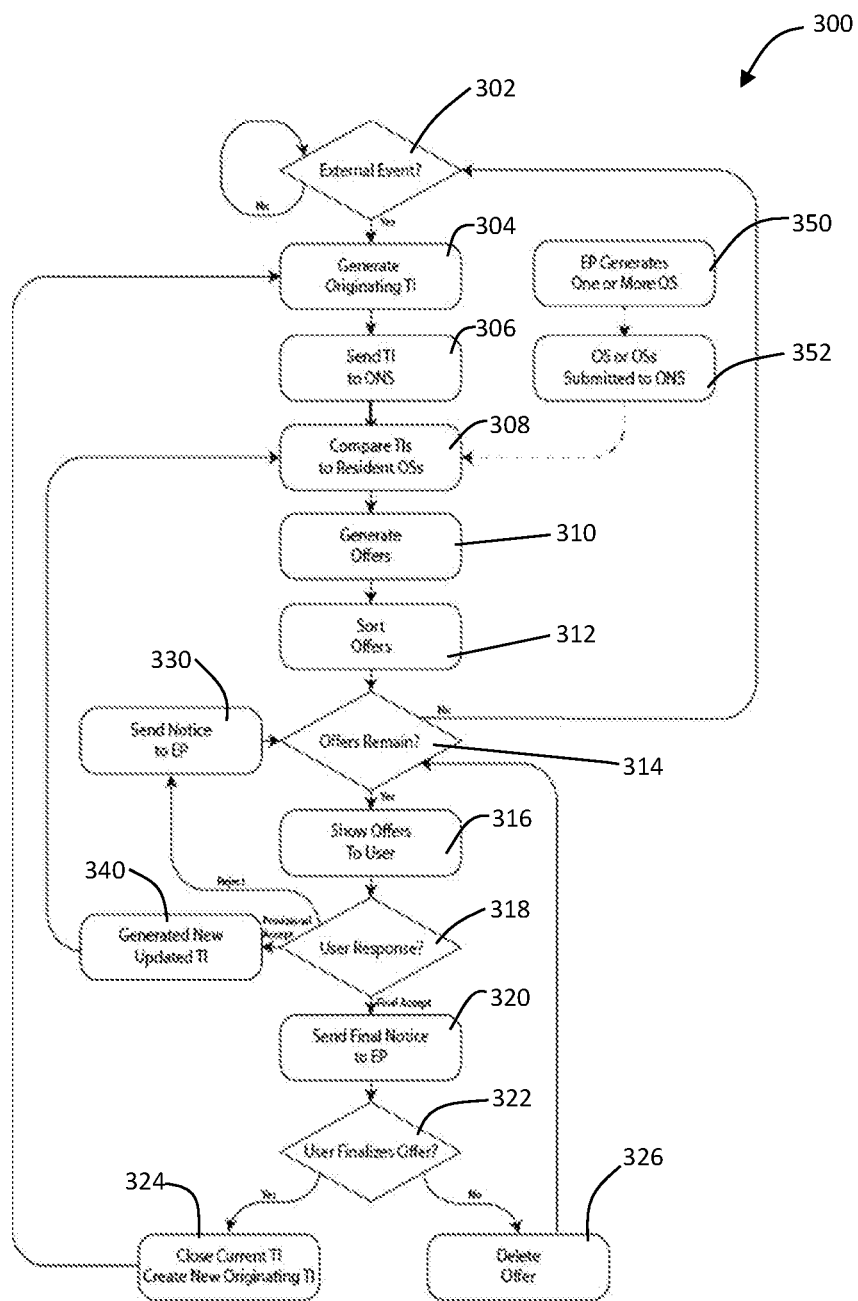 300
302
External Event?
No
Yes
304
Generate
Originating TI
350
EP Generates
One or More OS
306
Send TI
to ONS
OS or OSs
Submitted to ONS
352
308
Compare TIs
to Resident OSs
Generate
Offers
310
Sort
Offers
312
330
Send Notice
to EP
Offers Remain?
No
314
Yes
Show Offers
To User
316
Reject
340
Generated New
Updated TI
Provisional
Accept
User Response?
318
Final Accept
320
Send Final Notice
to EP
322
User Finalizes Offer?
326
324
Yes
No
Close Current TI
Create New Originating TI
Delete
Offer